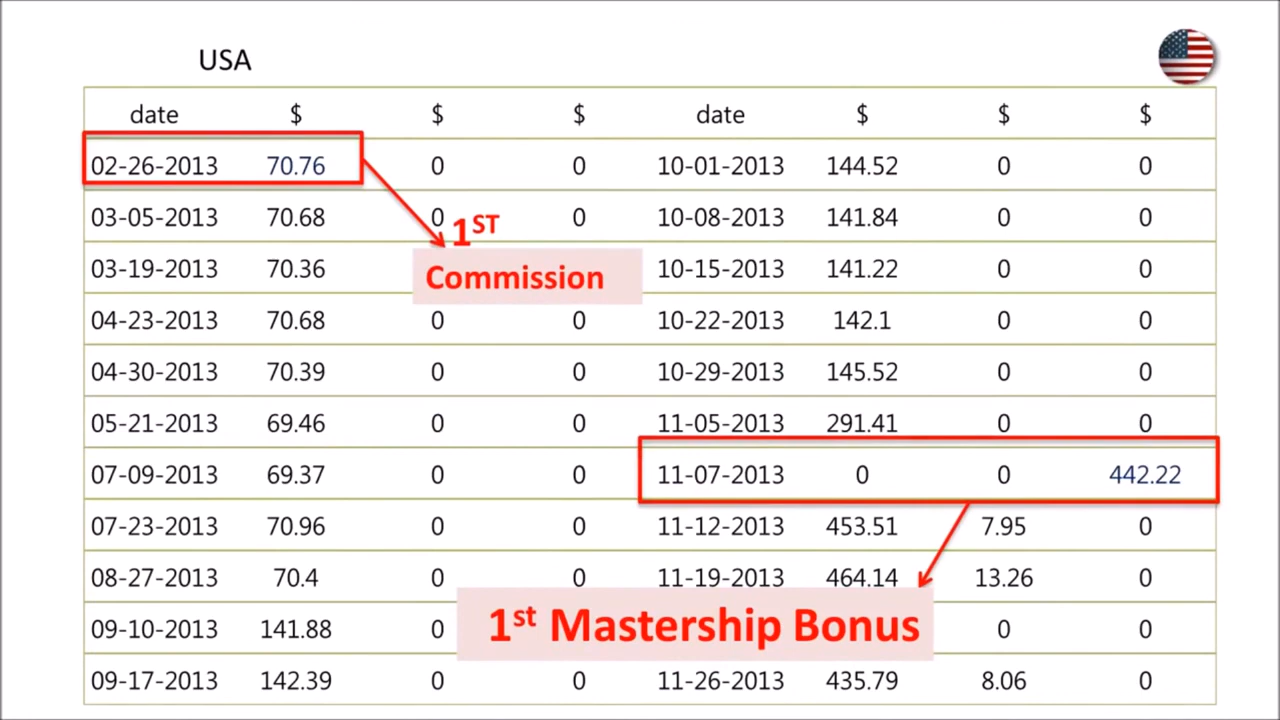 USA
date $ $ $ date $ $ $
02-26-2013 70.76 0 0 10-01-2013 144.52 0 0
03-05-2013 70.68 0 0 10-08-2013 141.84 0 0
1ST
03-19-2013 70.36 10-15-2013 141.22 0 0
Commission
04-23-2013 70.68 0 0 10-22-2013 142.1 0 0
04-30-2013 70.39 0 0 10-29-2013 145.52 0 0
05-21-2013 69.46 0 0 11-05-2013 291.41 0 0
07-09-2013 69.37 0 0 11-07-2013 0 0 442.22
07-23-2013 70.96 0 0 11-12-2013 453.51 7.95 0
08-27-2013 70.4 0 0 11-19-2013 464.14 13.26 0
09-10-2013 141.88 0 0 0
1st Mastership Bonus
09-17-2013 142.39 0 0 11-26-2013 435.79 8.06 0